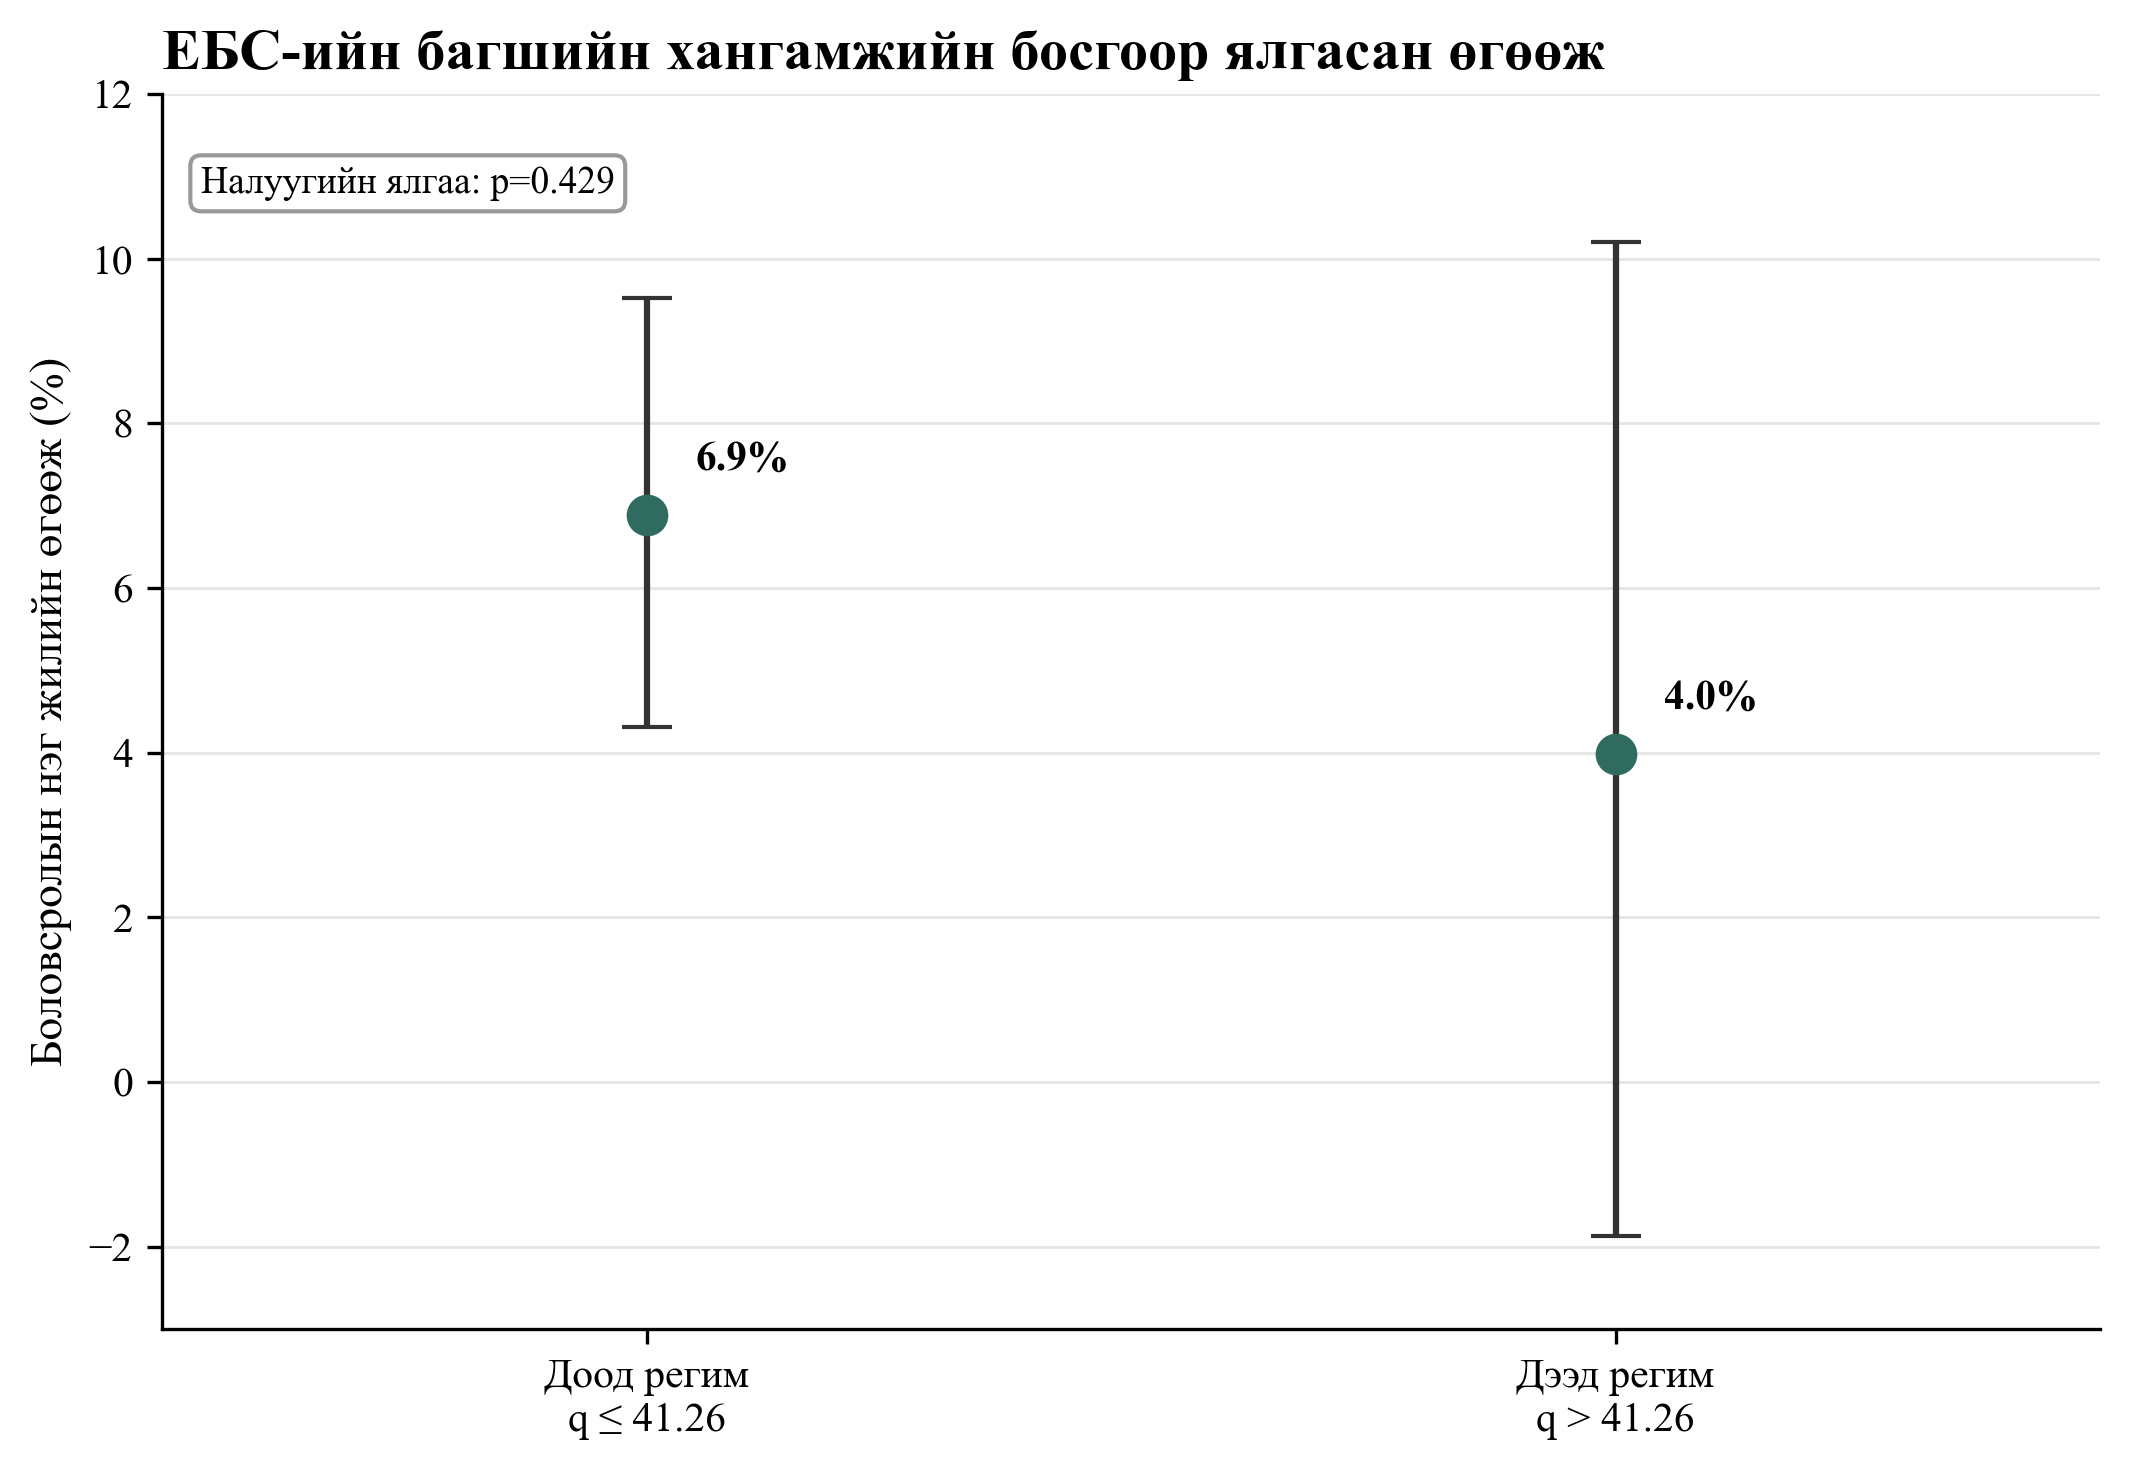 ЕБС-ийн багшийн хангамжийн босгоор ялгасан өгөөж
Налуугийн ялгаа: p=0.429
Боловсролын нэг жилийн өгөөж (%)
12
10
8
6
4
2
0
−2
6.9%
4.0%
Доод регим
q ≤ 41.26
Дээд регим
q > 41.26